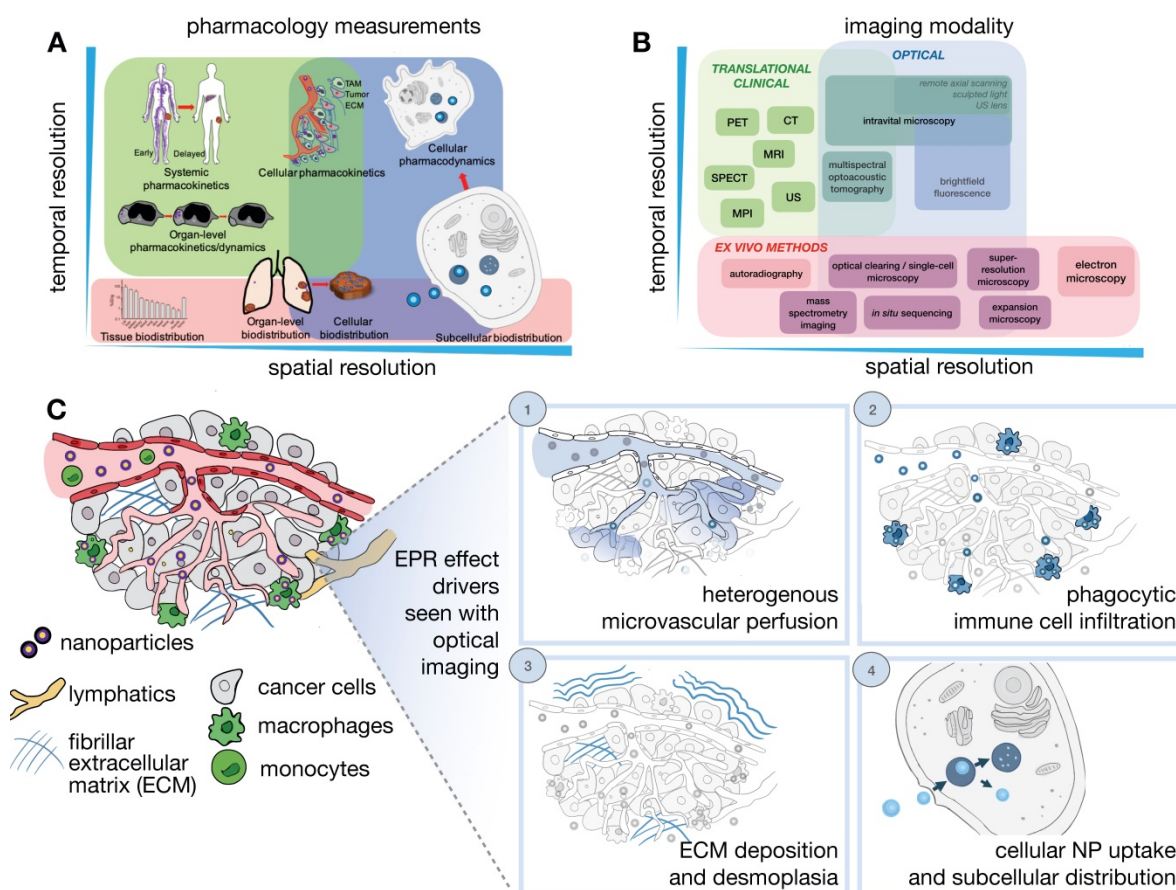 pharmacology measurements
A
temporal resolution
TAM
Tumor
ECM
Early
Delayed
Systemic
pharmacokinetics
Cellular pharmacokinetics
Cellular
pharmacodynamics
Organ-level
pharmacokinetics/dynamics
Tissue biodistribution
Organ-level
biodistribution
Cellular
biodistribution
Subcellular biodistribution
spatial resolution
imaging modality
B
temporal resolution
TRANSLATIONAL
CLINICAL
OPTICAL
remote axial scanning
sculpted light
US lens
intravital microscopy
PET
CT
MRI
SPECT
US
MPI
multispectral
optoacoustic
tomography
brightfield
fluorescence
EX VIVO METHODS
autoradiography
optical clearing / single-cell
microscopy
super-
resolution
microscopy
electron
microscopy
mass
spectrometry
imaging
in situ sequencing
expansion
microscopy
spatial resolution
C
nanoparticles
lymphatics
fibrillar
extracellular
matrix (ECM)
cancer cells
macrophages
monocytes
EPR effect
drivers
seen with
optical
imaging
1
heterogenous
microvascular perfusion
2
phagocytic
immune cell infiltration
3
ECM deposition
and desmoplasia
4
cellular NP uptake
and subcellular distribution